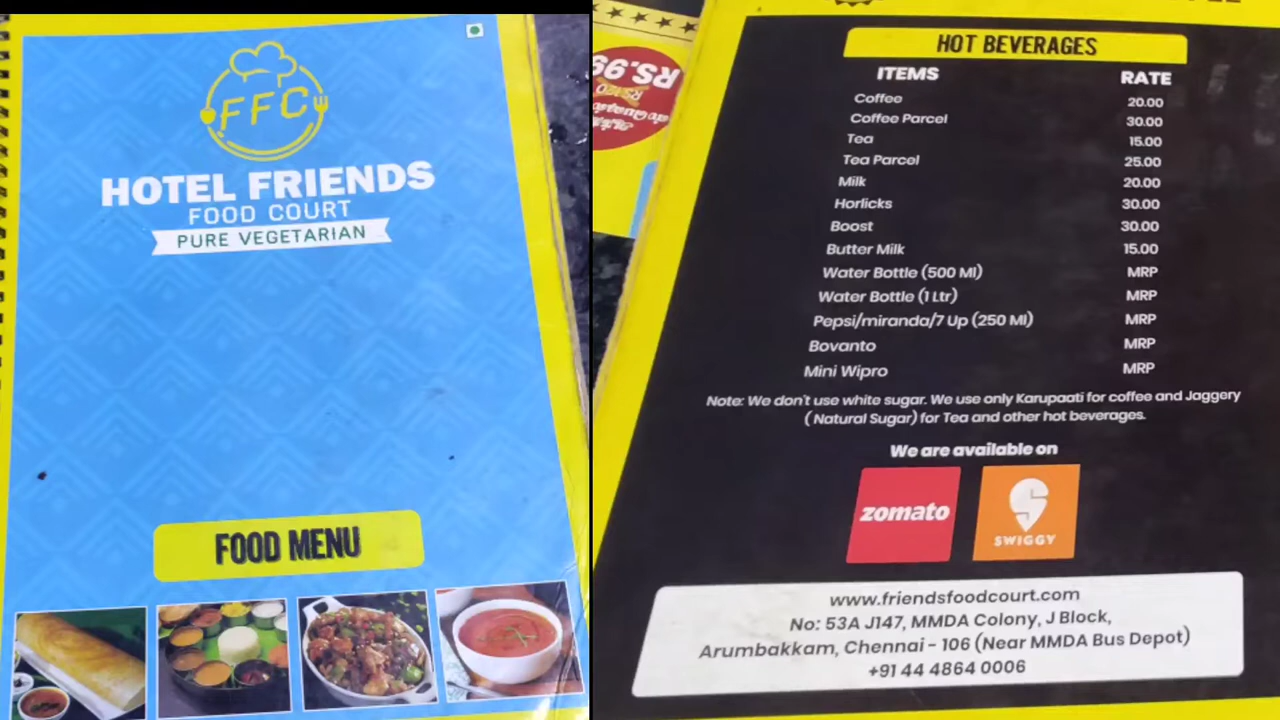 FFC
HOTEL FRIENDS
FOOD COURT
PURE VEGETARIAN
FOOD MENU
RS.99
HOT BEVERAGES
ITEMS RATE
Coffee 20.00
Coffee Parcel 30.00
Tea 15.00
Tea Parcel 25.00
Milk 20.00
Horlicks 30.00
Boost 30.00
Butter Milk 15.00
Water Bottle (500 Ml) MRP
Water Bottle (1 Ltr) MRP
Pepsi/miranda/7 Up (250 Ml) MRP
Bovanto MRP
Mini Wipro MRP
Note: We don't use white sugar. We use only Karupaati for coffee and Jaggery
( Natural Sugar) for Tea and other hot beverages.
We are available on
zomato
SWIGGY
www.friendsfoodcourt.com
No: 53A J147, MMDA Colony, J Block,
Arumbakkam, Chennai - 106 (Near MMDA Bus Depot)
+91 44 4864 0006